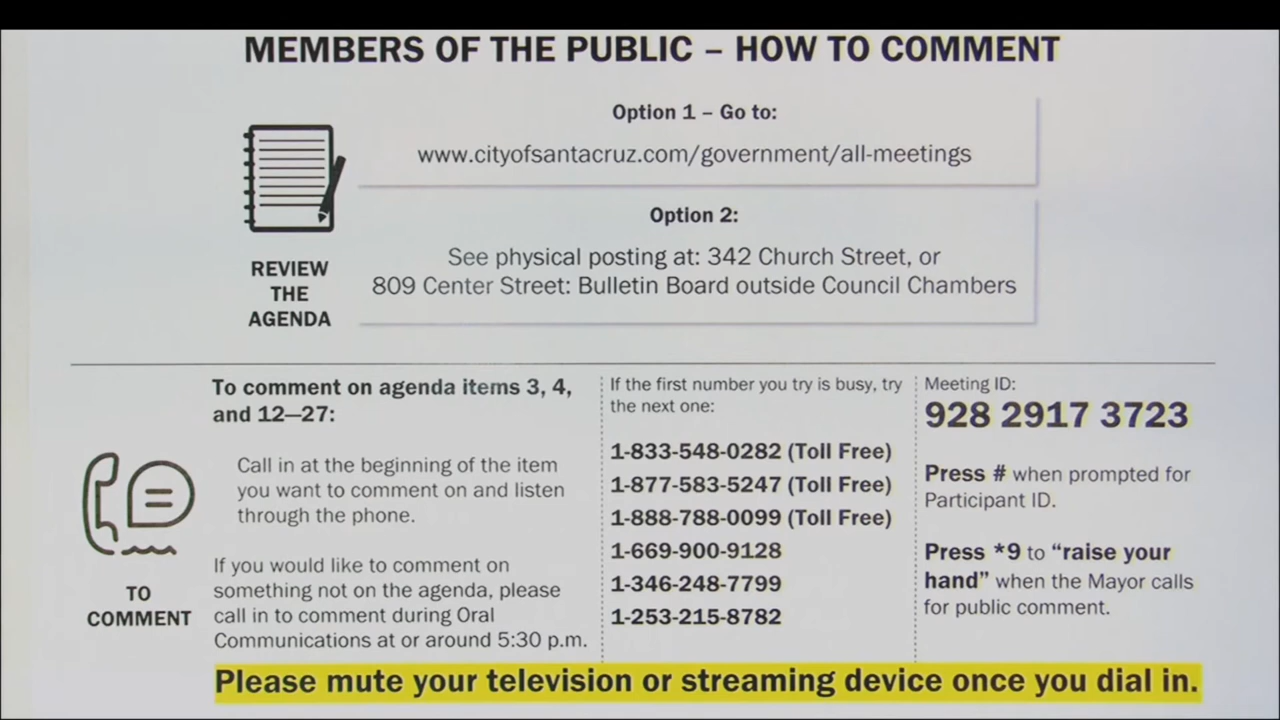 MEMBERS OF THE PUBLIC – HOW TO COMMENT
Option 1 – Go to:
www.cityofsantacruz.com/government/all-meetings
Option 2:
See physical posting at: 342 Church Street, or
809 Center Street: Bulletin Board outside Council Chambers
REVIEW
THE
AGENDA
To comment on agenda items 3, 4,
and 12—27:
Call in at the beginning of the item
you want to comment on and listen
through the phone.
If you would like to comment on
something not on the agenda, please
call in to comment during Oral
Communications at or around 5:30 p.m.
TO
COMMENT
If the first number you try is busy, try
the next one:
1-833-548-0282 (Toll Free)
1-877-583-5247 (Toll Free)
1-888-788-0099 (Toll Free)
1-669-900-9128
1-346-248-7799
1-253-215-8782
Meeting ID:
928 2917 3723
Press # when prompted for
Participant ID.
Press *9 to “raise your
hand” when the Mayor calls
for public comment.
Please mute your television or streaming device once you dial in.